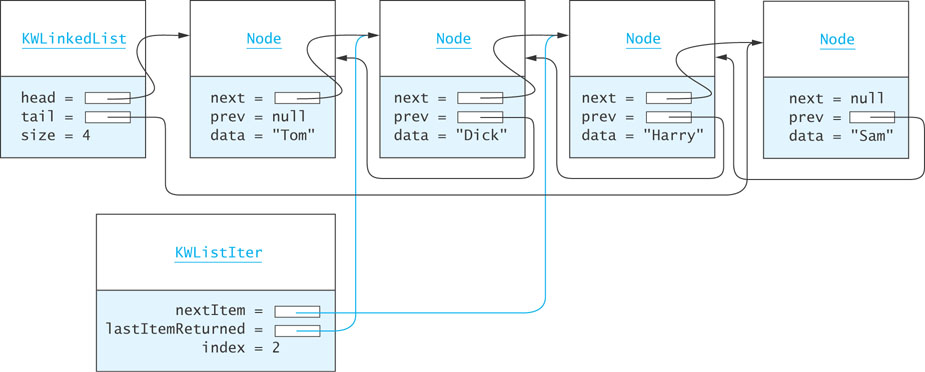 KWLinkedList
head =
tail =
size = 4
Node
next =
prev = null
data = "Tom"
Node
next =
prev =
data = "Dick"
Node
next =
prev =
data = "Harry"
Node
next = null
prev =
data = "Sam"
KWListIter
nextItem =
lastItemReturned =
index = 2